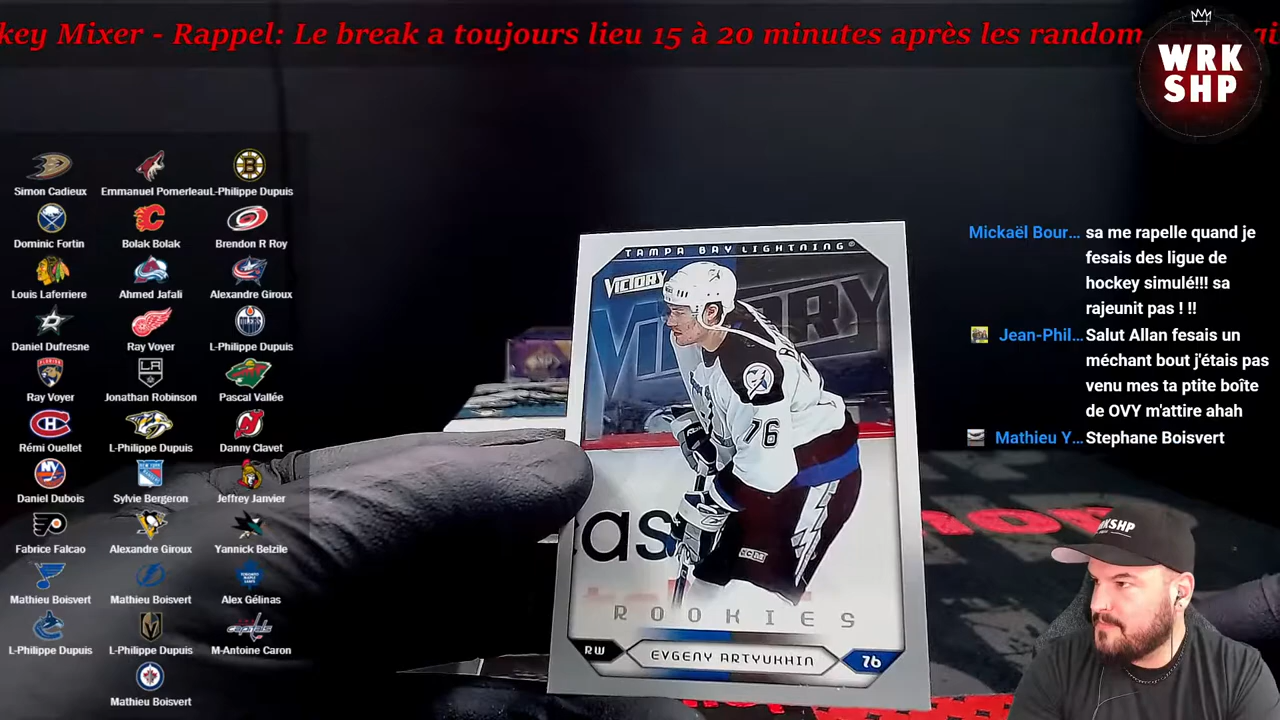 key Mixer - Rappel: Le break a toujours lieu 15 à 20 minutes après les random
WRK
SHP
Simon Cadieux
Emmanuel Pomerleau
L-Philippe Dupuis
Dominic Fortin
Bolak Bolak
Brendon R Roy
Louis Laferriere
Ahmed Jafali
Alexandre Giroux
Daniel Dufresne
Ray Voyer
L-Philippe Dupuis
Ray Voyer
Jonathan Robinson
Pascal Vallée
Rémi Ouellet
L-Philippe Dupuis
Danny Clavet
Daniel Dubois
Sylvie Bergeron
Jeffrey Janvier
Fabrice Falcao
Alexandre Giroux
Yannick Belzile
Mathieu Boisvert
Mathieu Boisvert
Alex Gélinas
L-Philippe Dupuis
L-Philippe Dupuis
M-Antoine Caron
Mathieu Boisvert
TAMPA BAY LIGHTNING
VICTORY
VICTORY
76
cas
ROOKIES
RW
EVGENY ARTYUKHIN
76
Mickaël Bour… sa me rapelle quand je
fesais des ligue de
hockey simulé!!! sa
rajeunit pas ! !!
Jean-Phil… Salut Allan fesais un
méchant bout j'étais pas
venu mes ta ptite boîte
de OVY m'attire ahah
Mathieu Y… Stephane Boisvert
WRKSHP